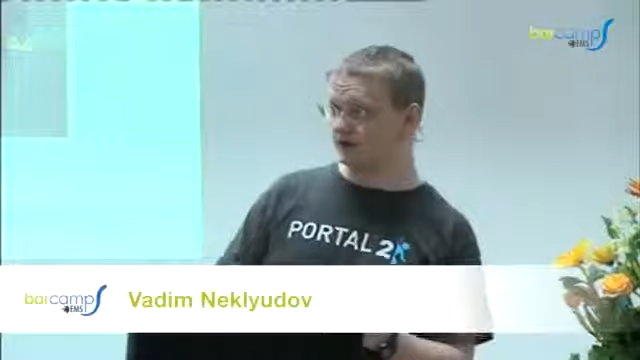 barcamp
EMS
PORTAL 2
barcamp
EMS
Vadim Neklyudov